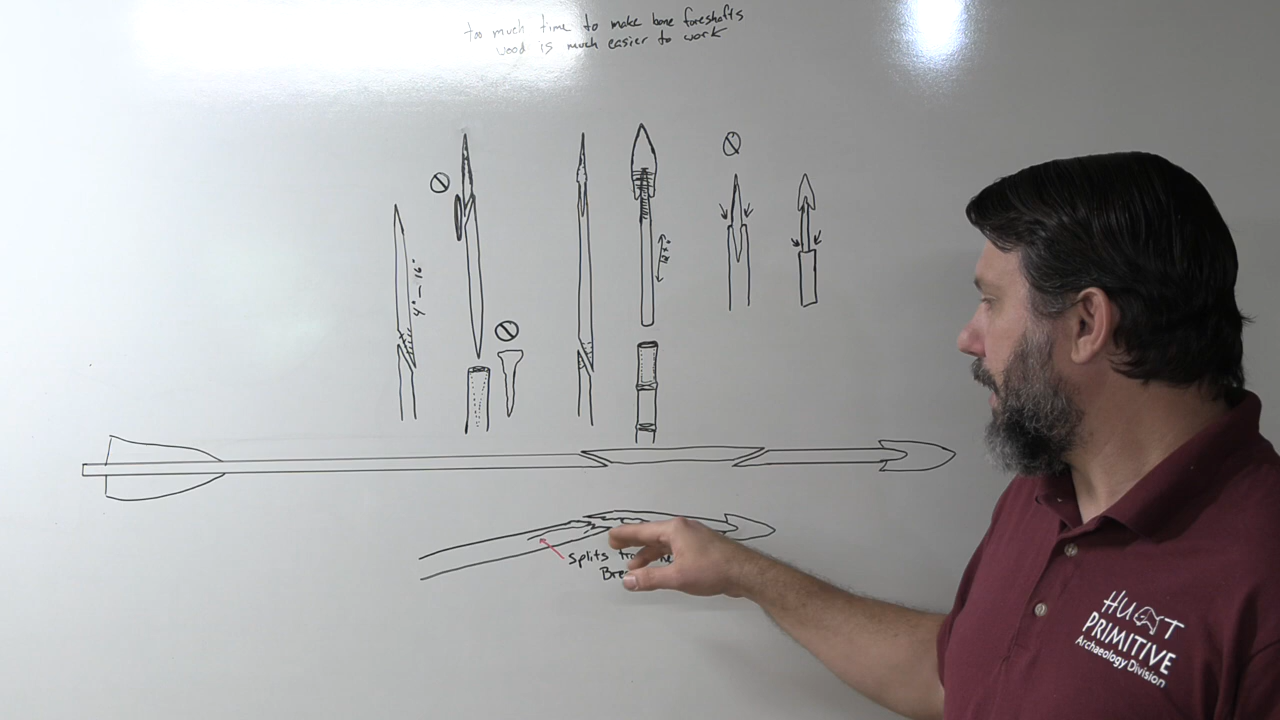 too much time to make bone foreshafts
wood is much easier to work
4" — 16"
Splits
HUNT
PRIMITIVE
Archaeology Division